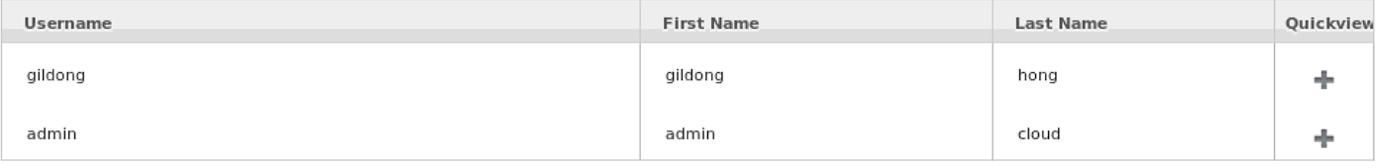 Username First Name Last Name Quickview
gildong gildong hong
admin admin cloud